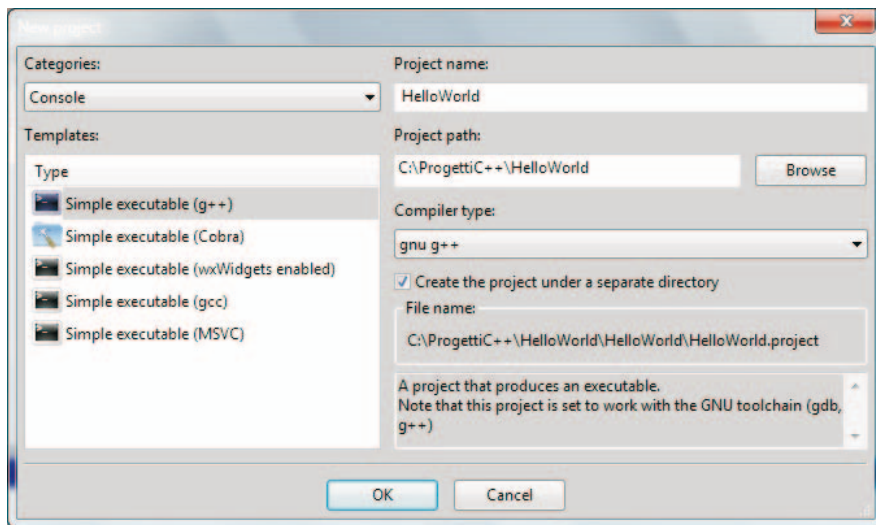 New project
Categories:
Console
Templates:
Type
Simple executable (g++)
Simple executable (Cobra)
Simple executable (wxWidgets enabled)
Simple executable (gcc)
Simple executable (MSVC)
Project name:
HelloWorld
Project path:
C:\ProgettiC++\HelloWorld
Browse
Compiler type:
gnu g++
Create the project under a separate directory
File name:
C:\ProgettiC++\HelloWorld\HelloWorld\HelloWorld.project
A project that produces an executable.
Note that this project is set to work with the GNU toolchain (gdb,
g++)
OK
Cancel